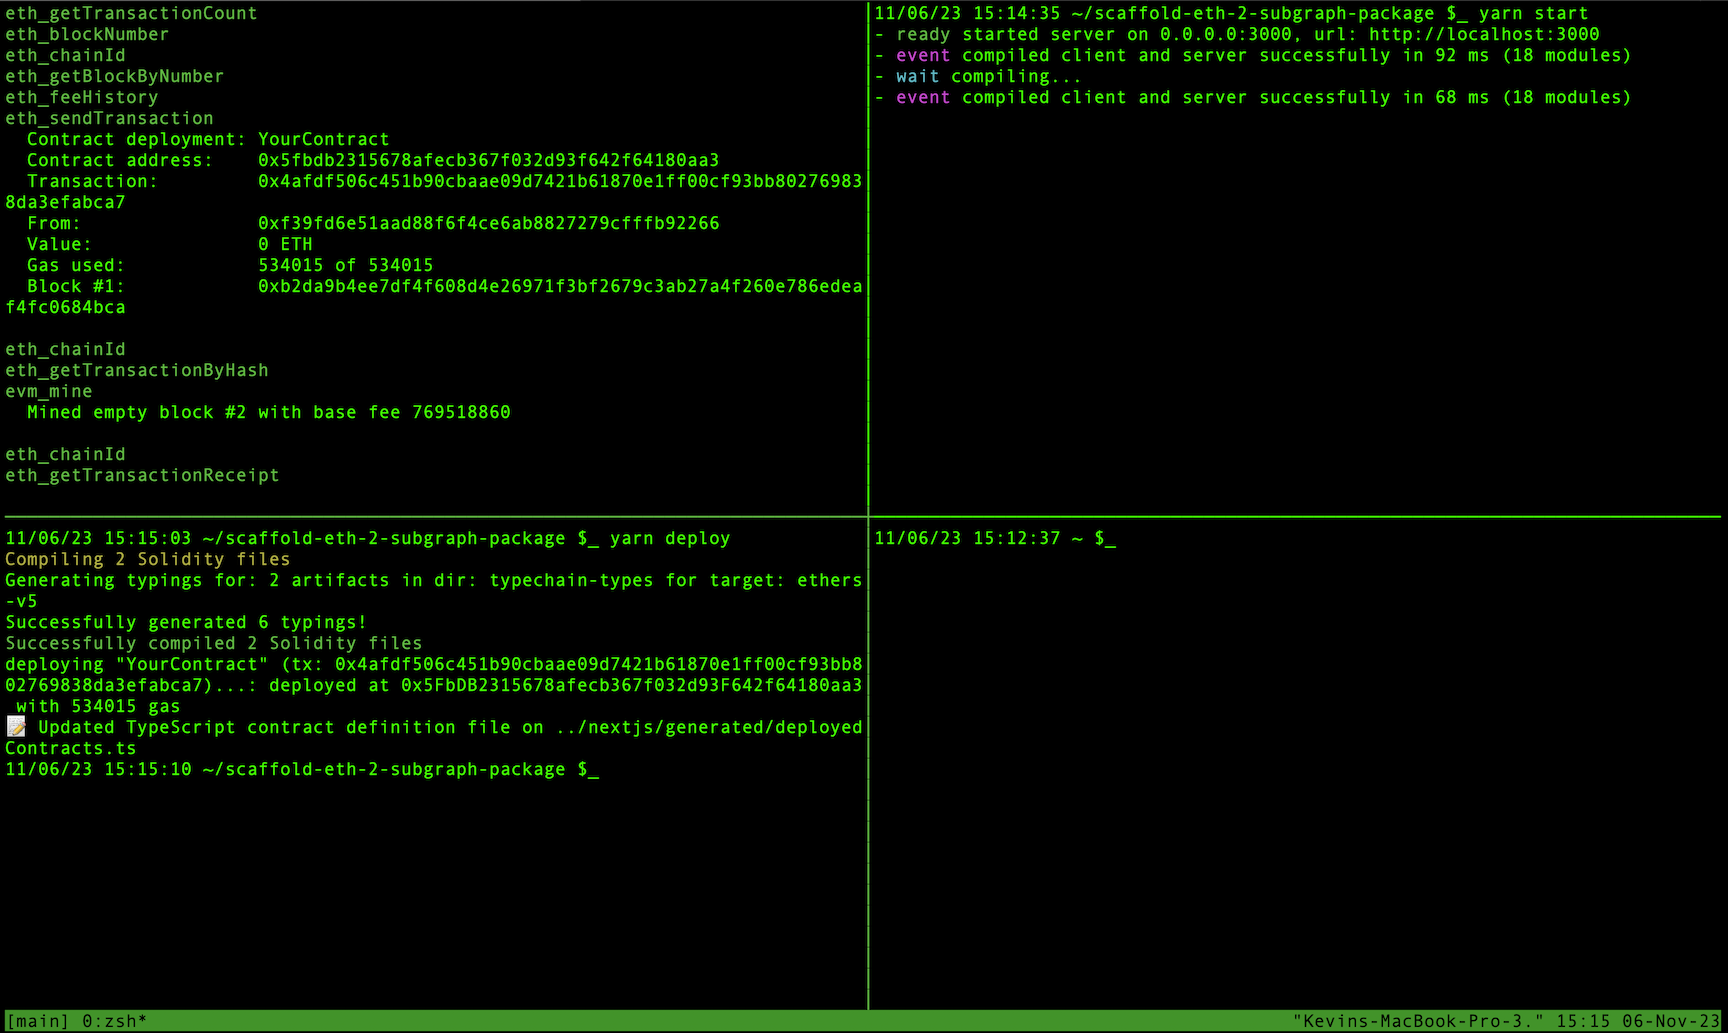 eth_getTransactionCount
eth_blockNumber
eth_chainId
eth_getBlockByNumber
eth_feeHistory
eth_sendTransaction
  Contract deployment: YourContract
  Contract address:    0x5fbdb2315678afecb367f032d93f642f64180aa3
  Transaction:         0x4afdf506c451b90cbaae09d7421b61870e1ff00cf93bb80276983
8da3efabca7
  From:                0xf39fd6e51aad88f6f4ce6ab8827279cfffb92266
  Value:               0 ETH
  Gas used:            534015 of 534015
  Block #1:            0xb2da9b4ee7df4f608d4e26971f3bf2679c3ab27a4f260e786edea
f4fc0684bca
eth_chainId
eth_getTransactionByHash
evm_mine
  Mined empty block #2 with base fee 769518860
eth_chainId
eth_getTransactionReceipt
11/06/23 15:14:35 ~/scaffold-eth-2-subgraph-package $_ yarn start
- ready started server on 0.0.0.0:3000, url: http://localhost:3000
- event compiled client and server successfully in 92 ms (18 modules)
- wait compiling...
- event compiled client and server successfully in 68 ms (18 modules)
11/06/23 15:15:03 ~/scaffold-eth-2-subgraph-package $_ yarn deploy
Compiling 2 Solidity files
Generating typings for: 2 artifacts in dir: typechain-types for target: ethers
-v5
Successfully generated 6 typings!
Successfully compiled 2 Solidity files
deploying "YourContract" (tx: 0x4afdf506c451b90cbaae09d7421b61870e1ff00cf93bb8
02769838da3efabca7)...: deployed at 0x5FbDB2315678afecb367f032d93F642f64180aa3
 with 534015 gas
📝 Updated TypeScript contract definition file on ../nextjs/generated/deployed
Contracts.ts
11/06/23 15:15:10 ~/scaffold-eth-2-subgraph-package $_
11/06/23 15:12:37 ~ $_
[main] 0:zsh*
"Kevins-MacBook-Pro-3." 15:15 06-Nov-23